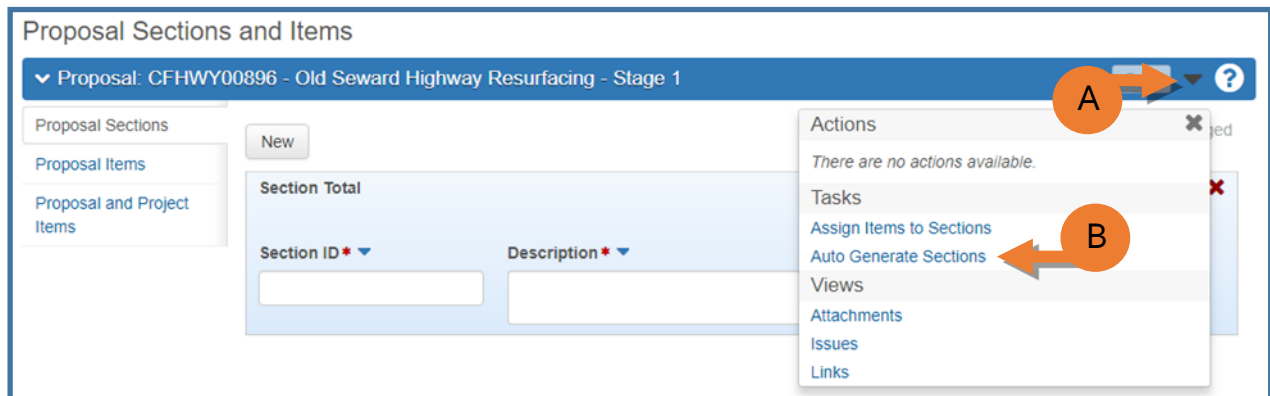 Proposal Sections and Items
Proposal: CFHWY00896 - Old Seward Highway Resurfacing - Stage 1
?
A
Proposal Sections
Proposal Items
Proposal and Project
Items
New
Section Total
Section ID*
Description*
Actions
There are no actions available.
Tasks
Assign Items to Sections
Auto Generate Sections
B
Views
Attachments
Issues
Links